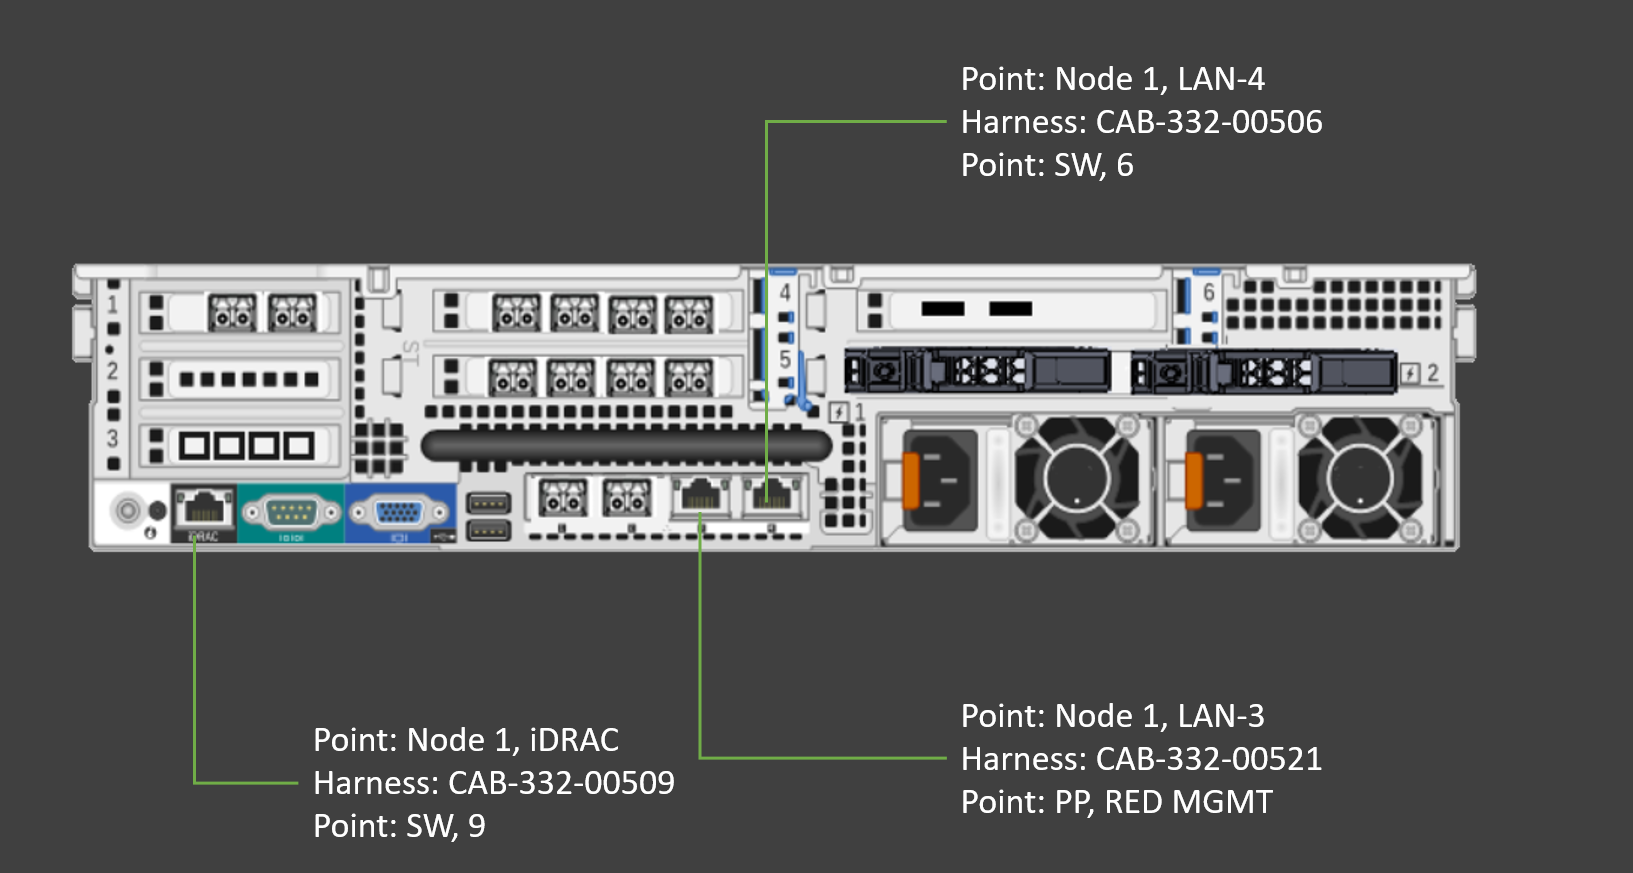 Point: Node 1, LAN-4
Harness: CAB-332-00506
Point: SW, 6
1
2
3
ST
4
5
6
2
1
iDRAC
IOIOI
Point: Node 1, iDRAC
Harness: CAB-332-00509
Point: SW, 9
Point: Node 1, LAN-3
Harness: CAB-332-00521
Point: PP, RED MGMT